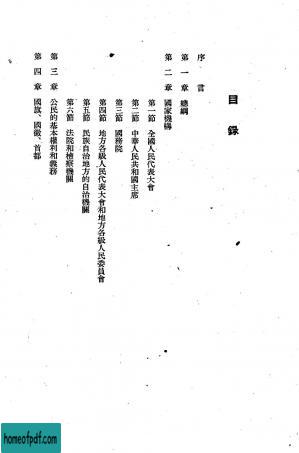 目錄
序言
第一章 總綱
第二章 國家機構
第一節 全國人民代表大會
第二節 中華人民共和國主席
第三節 國務院
第四節 地方各級人民代表大會和地方各級人民委員會
第五節 民族自治地方的自治機關
第六節 法院和檢察機關
第三章 公民的基本權利和義務
第四章 國旗、國徽、首都
homeofpdf.com